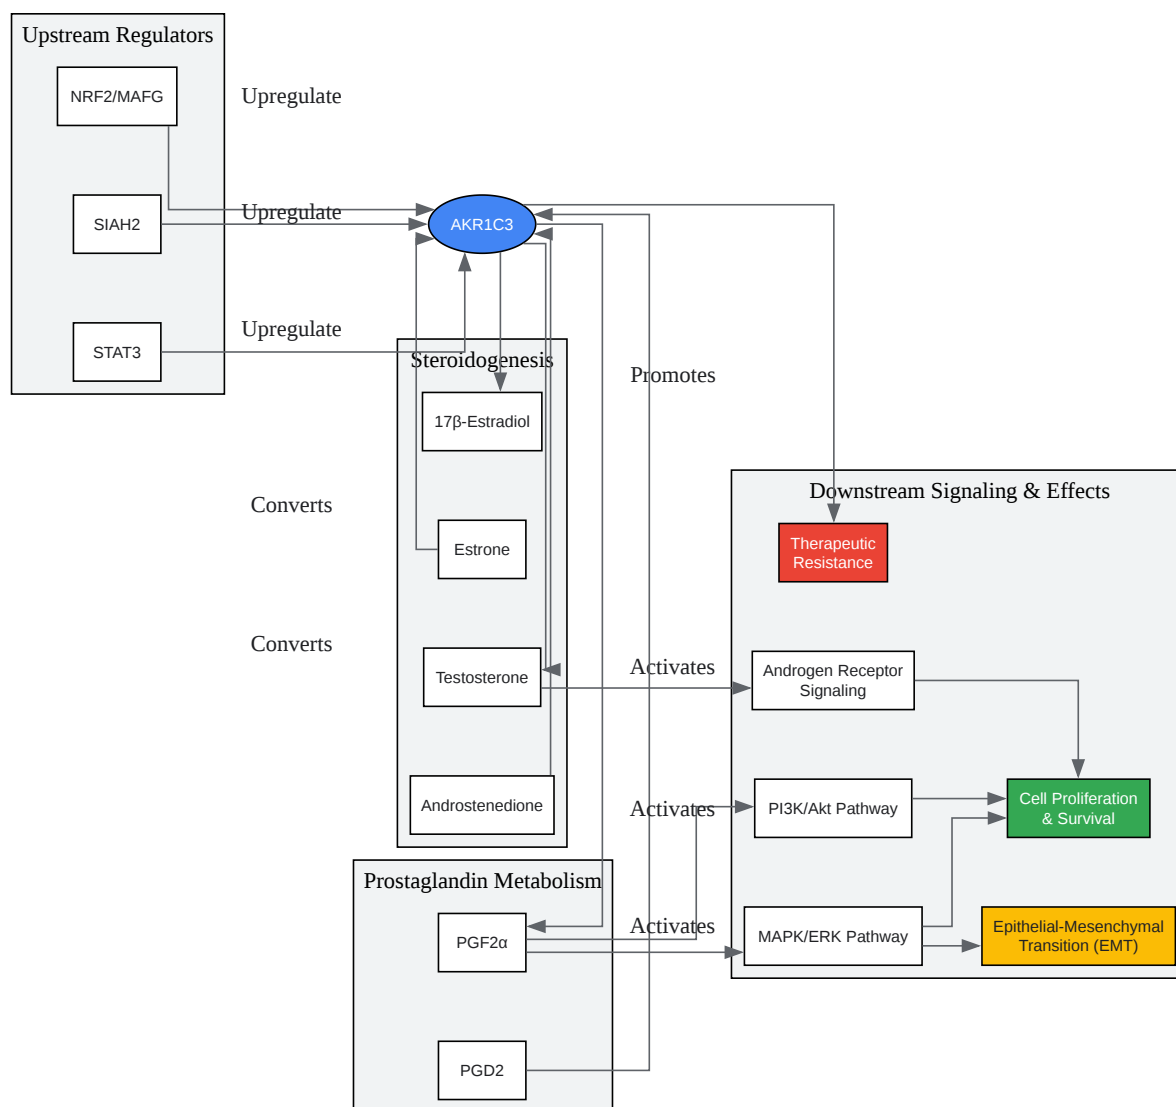 Upstream Regulators
NRF2/MAFG
Upregulate
SIAH2
Upregulate
AKR1C3
STAT3
Upregulate
Steroidogenesis
17β-Estradiol
Promotes
Converts
Estrone
Converts
Testosterone
Activates
Androstenedione
Activates
Prostaglandin Metabolism
PGF2α
Activates
PGD2
Downstream Signaling & Effects
Therapeutic
Resistance
Androgen Receptor
Signaling
PI3K/Akt Pathway
Cell Proliferation
& Survival
MAPK/ERK Pathway
Epithelial-Mesenchymal
Transition (EMT)